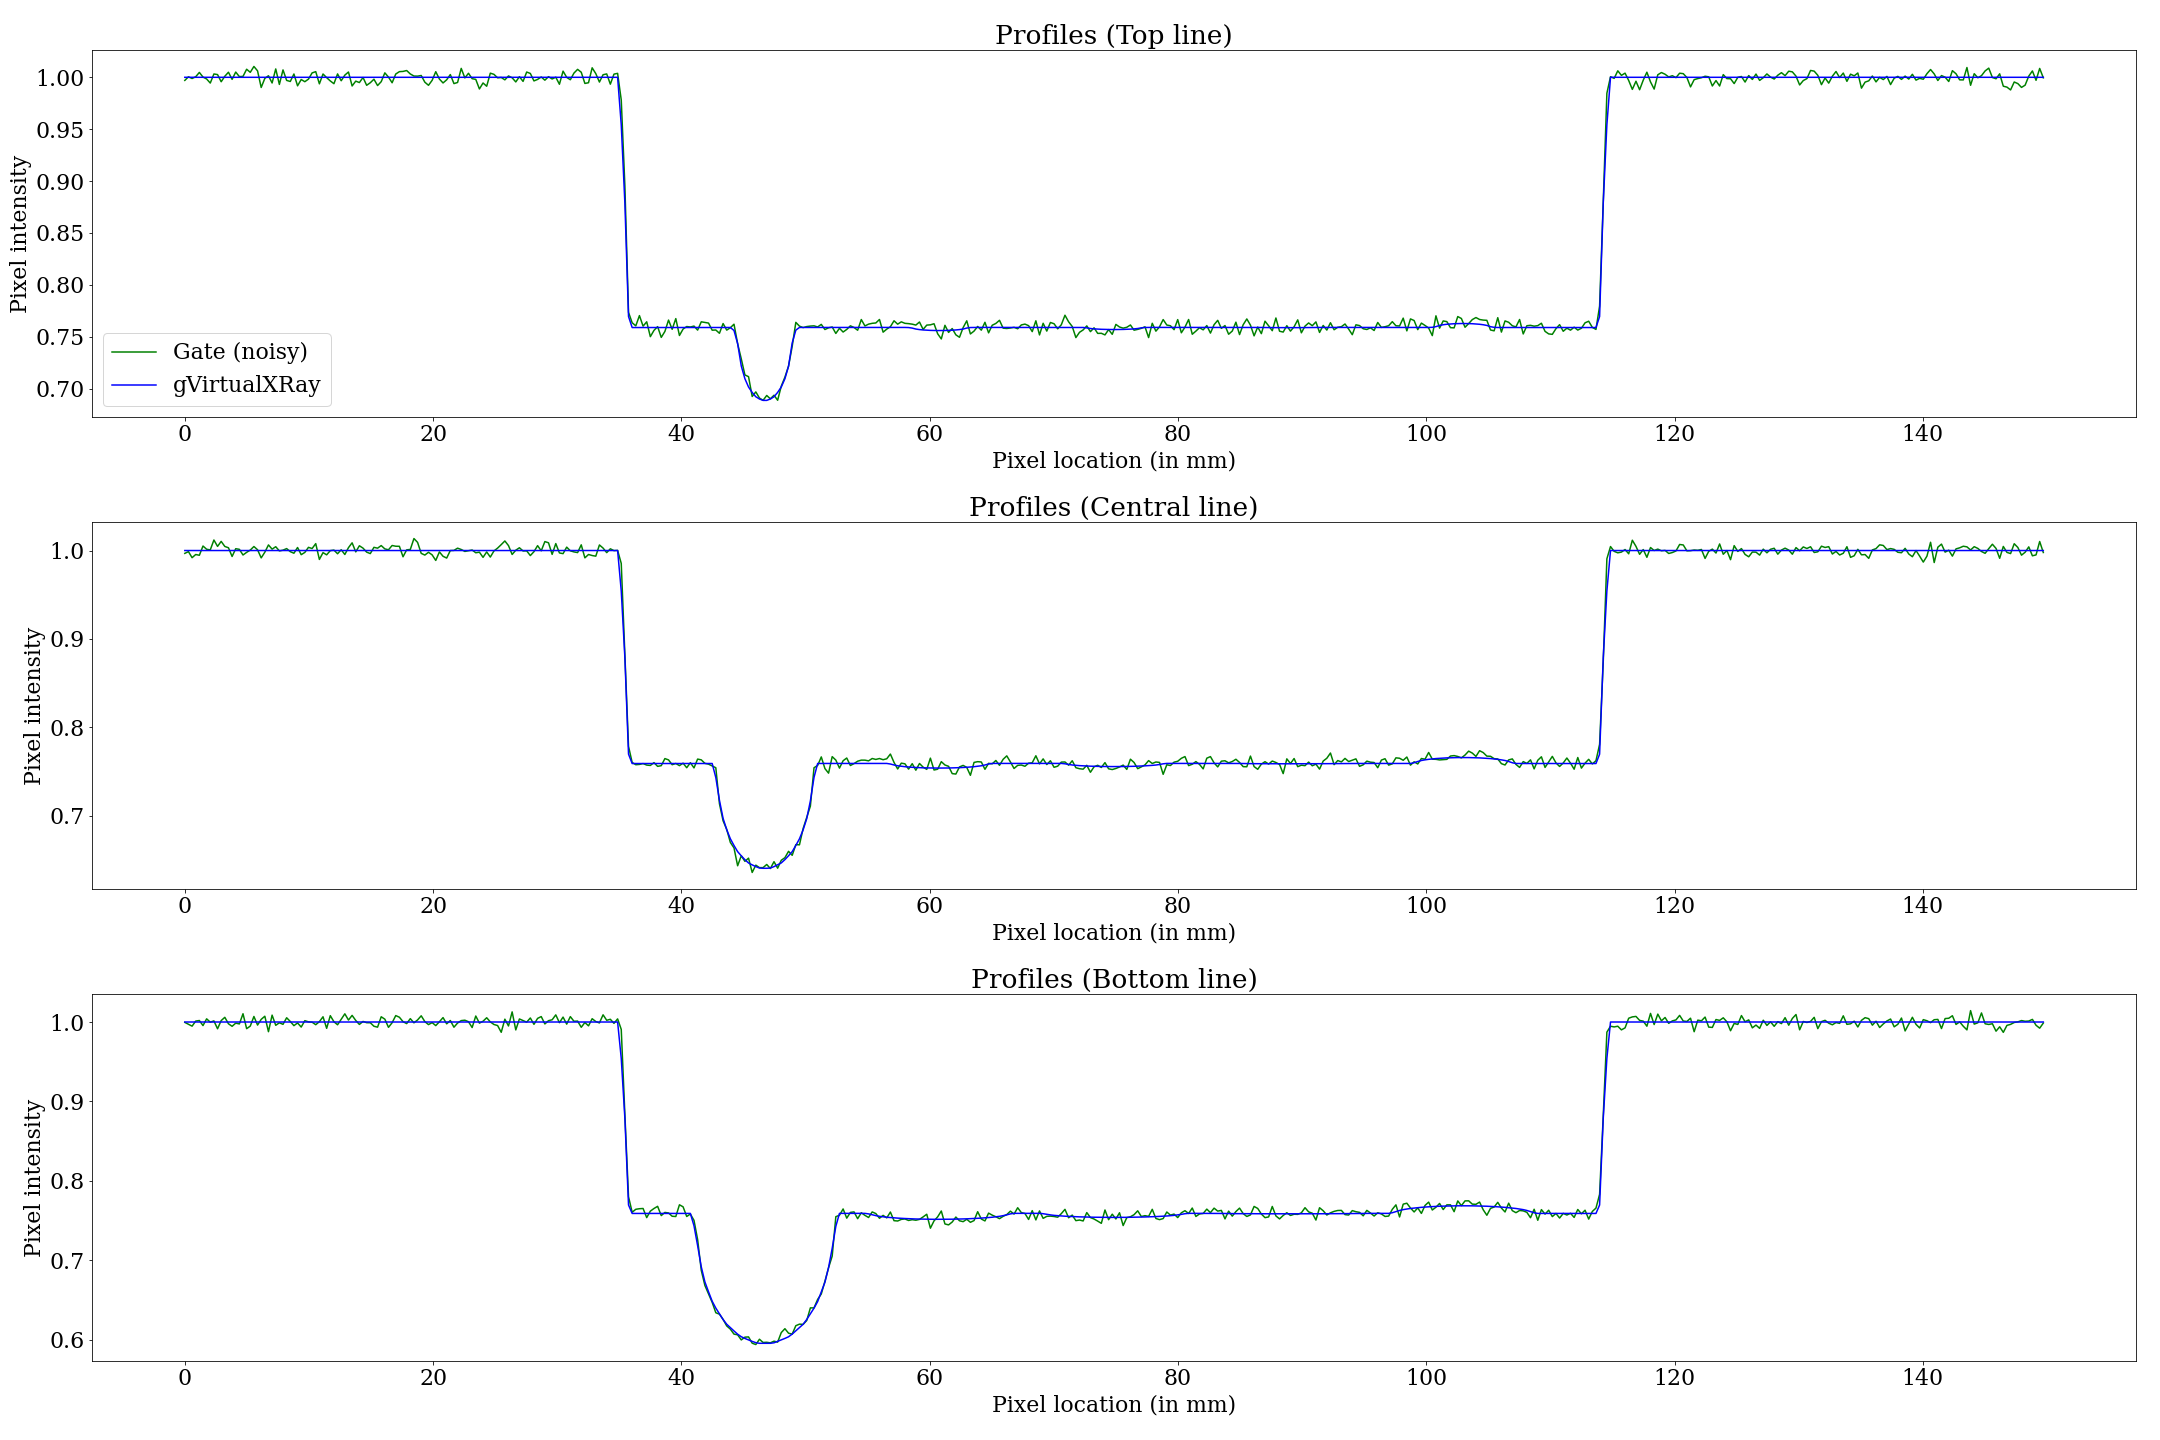 Profiles (Top line)
Pixel intensity
1.00
0.95
0.90
0.85
0.80
0.75
0.70
Gate (noisy)
gVirtualXRay
0 20 40 60 80 100 120 140
Pixel location (in mm)
Profiles (Central line)
Pixel intensity
1.0
0.9
0.8
0.7
0 20 40 60 80 100 120 140
Pixel location (in mm)
Profiles (Bottom line)
Pixel intensity
1.0
0.9
0.8
0.7
0.6
0 20 40 60 80 100 120 140
Pixel location (in mm)